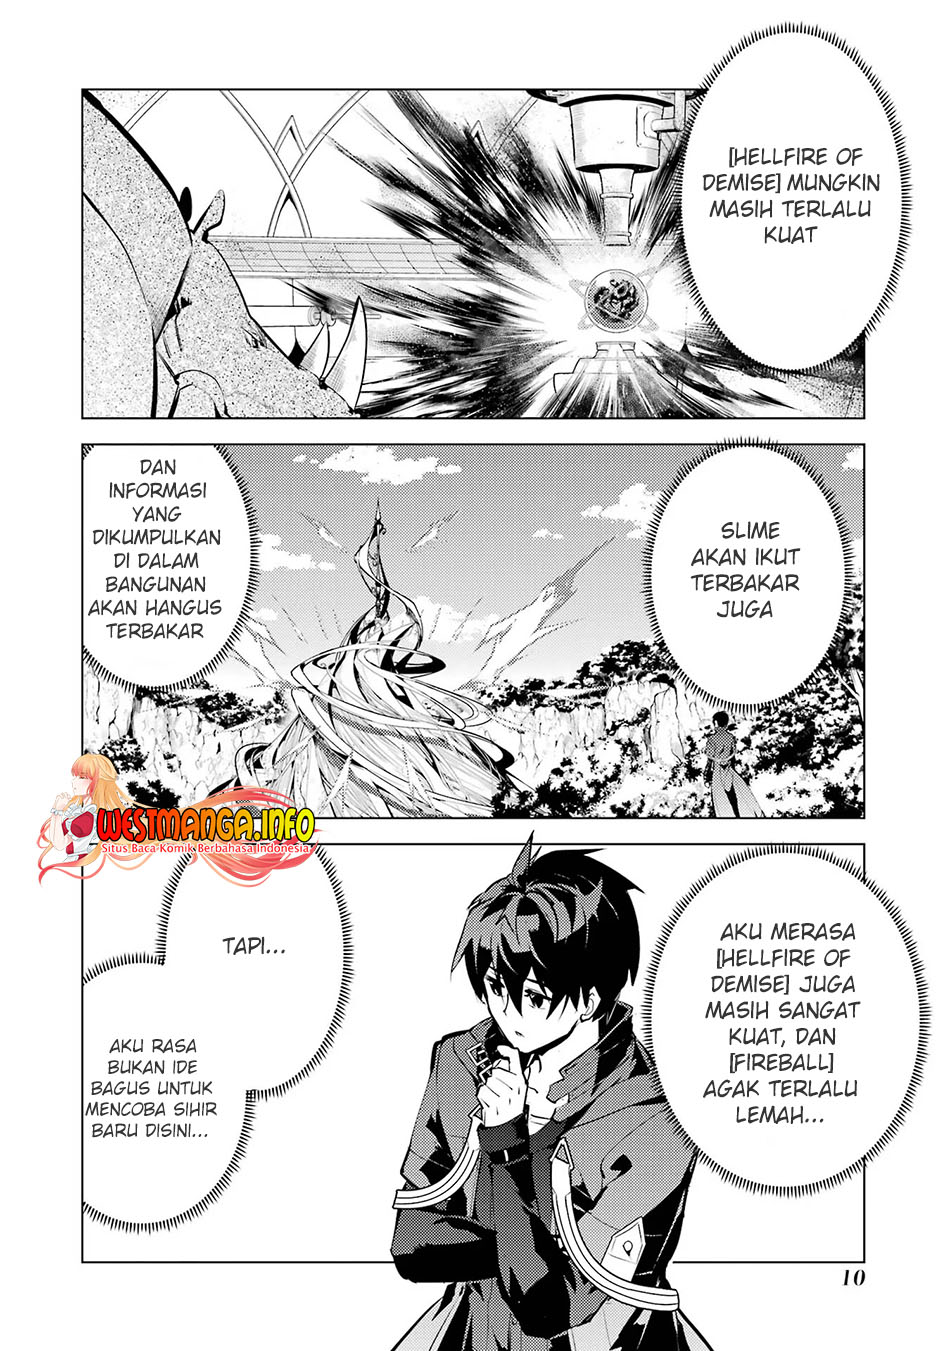 [HELLFIRE OF
DEMISE] MUNGKIN
MASIH TERLALU
KUAT
SLIME
AKAN IKUT
TERBAKAR
JUGA
DAN
INFORMASI
YANG
DIKUMPULKAN
DI DALAM
BANGUNAN
AKAN HANGUS
TERBAKAR
WESTMANGA.INFO
Situs Baca Komik Berbahasa Indonesia
AKU MERASA
[HELLFIRE OF
DEMISE] JUGA
MASIH SANGAT
KUAT, DAN
[FIREBALL]
AGAK TERLALU
LEMAH...
TAPI...
AKU RASA
BUKAN IDE
BAGUS UNTUK
MENCOBA SIHIR
BARU DISINI...
10